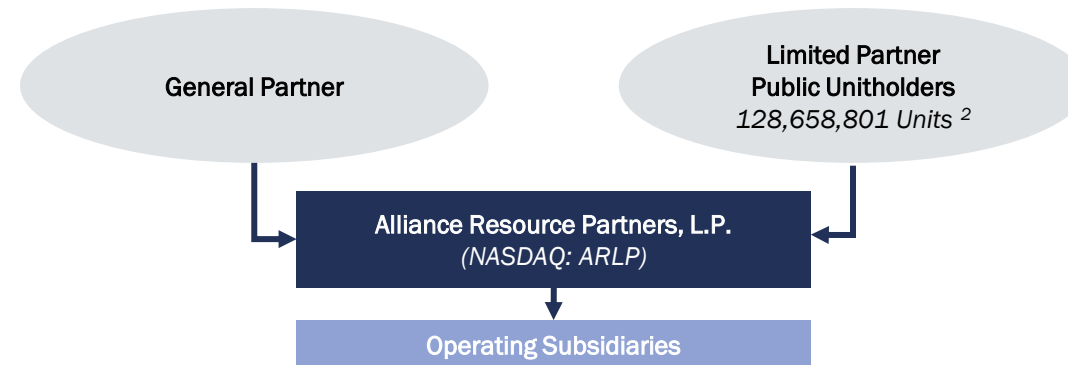 General Partner
Limited Partner
Public Unitholders
128,658,801 Units ²
Alliance Resource Partners, L.P.
(NASDAQ: ARLP)
Operating Subsidiaries